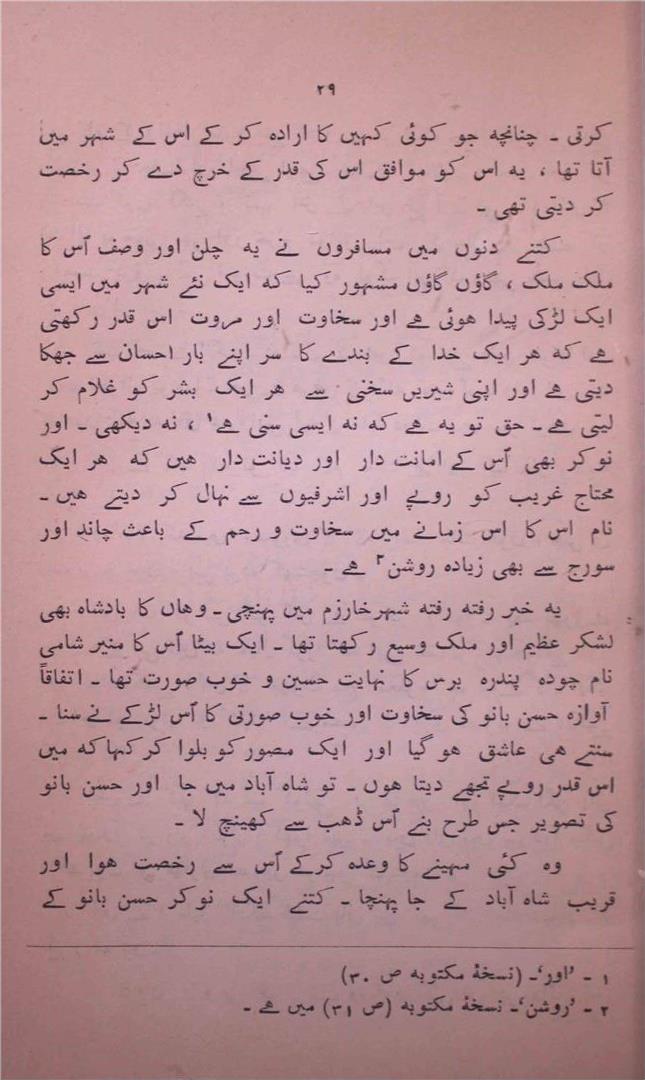 ۲۹
کرتی ۔ چنانچہ جو کوئی کہیں کا ارادہ کر کے اس کے شہر میں
آتا تھا ، یہ اس کو موافق اس کی قدر کے خرچ دے کر رخصت
کر دیتی تھی ۔
کتنے دنوں میں مسافروں نے یہ چلن اور وصف اُس کا
ملک ملک ، گاؤں گاؤں مشہور کیا کہ ایک نئے شہر میں ایسی
ایک لڑکی پیدا ہوئی ہے اور سخاوت اور مروت اس قدر رکھتی
ہے کہ ہر ایک خدا کے بندے کا سر اپنے بار احسان سے جھکا
دیتی ہے اور اپنی شیریں سخنی سے ہر ایک بشر کو غلام کر
لیتی ہے ۔ حق تو یہ ہے کہ نہ ایسی سنی ہے۱ ، نہ دیکھی ۔ اور
نوکر بھی اُس کے امانت دار اور دیانت دار ہیں کہ ہر ایک
محتاج غریب کو روپے اور اشرفیوں سے نہال کر دیتے ہیں ۔
نام اس کا اس زمانے میں سخاوت و رحم کے باعث چاند اور
سورج سے بھی زیادہ روشن۲ ہے ۔
یہ خبر رفتہ رفتہ شہر خارزم میں پہنچی ۔ وہاں کا بادشاہ بھی
لشکر عظیم اور ملک وسیع رکھتا تھا ۔ ایک بیٹا اُس کا منیر شامی
نام چودہ پندرہ برس کا نہایت حسین و خوب صورت تھا ۔ اتفاقاً
آوازہ حسن بانو کی سخاوت اور خوب صورتی کا اُس لڑکے نے سنا ۔
سنتے ہی عاشق ہو گیا اور ایک مصور کو بلوا کر کہا کہ میں
اس قدر روپے تجھے دیتا ہوں ۔ تو شاہ آباد میں جا اور حسن بانو
کی تصویر جس طرح بنے اُس ڈھب سے کھینچ لا ۔
وہ کئی مہینے کا وعدہ کرکے اُس سے رخصت ہوا اور
قریب شاہ آباد کے جا پہنچا ۔ کتنے ایک نوکر حسن بانو کے
۱ ۔ ’اور‘۔ (نسخۂ مکتوبہ ص ۳۰)
۲ ۔ ’روشن‘۔ نسخۂ مکتوبہ (ص ۳۱) میں ہے ۔